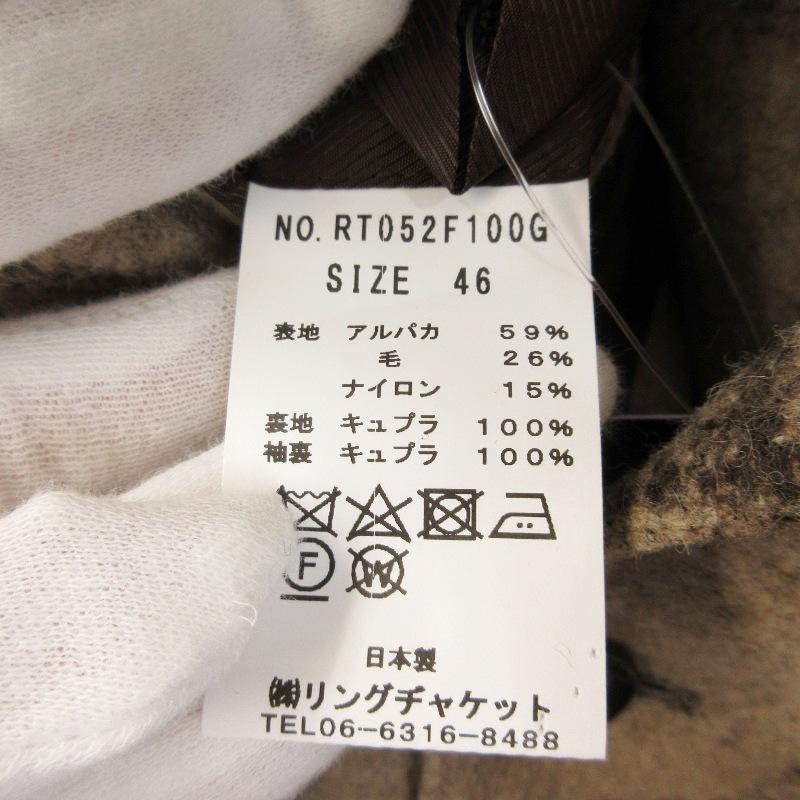 NO. RT052F100G
SIZE 46
表地 アルパカ 59%
毛 26%
ナイロン 15%
裏地 キュプラ 100%
袖裏 キュプラ 100%
F W
日本製
㈱リングヂャケット
TEL06-6316-8488